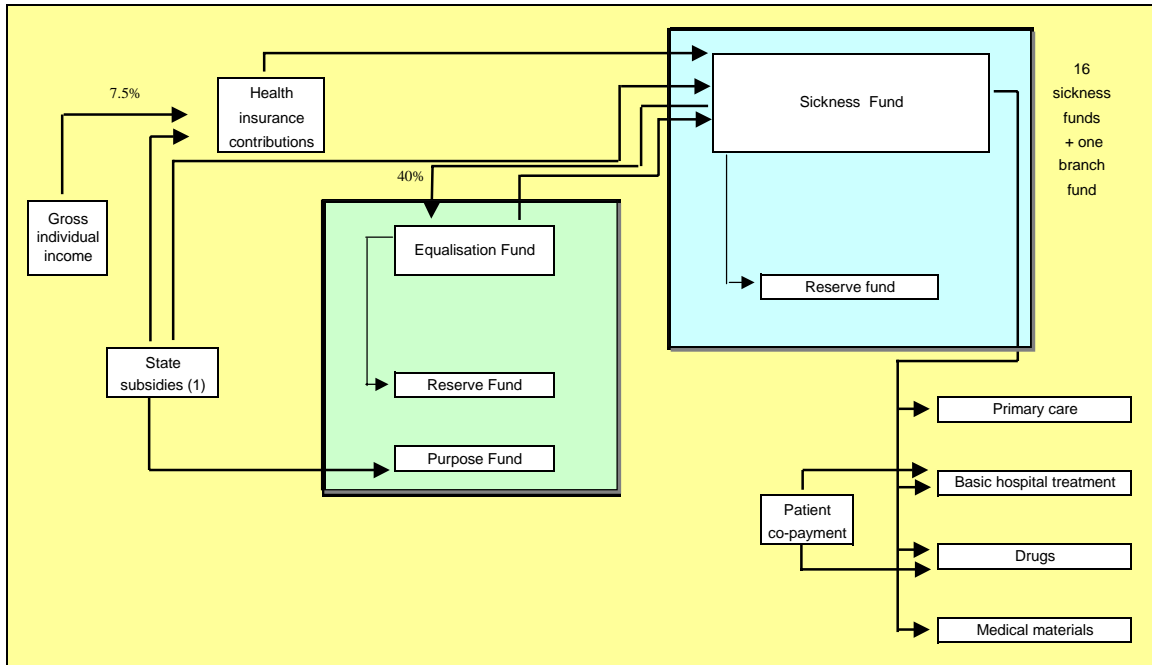 7.5%
Health
insurance
contributions
Sickness Fund
16
sickness
funds
+ one
branch
fund
40%
Gross
individual
income
Equalisation Fund
Reserve fund
State
subsidies (1)
Reserve Fund
Primary care
Purpose Fund
Basic hospital treatment
Patient
co-payment
Drugs
Medical materials